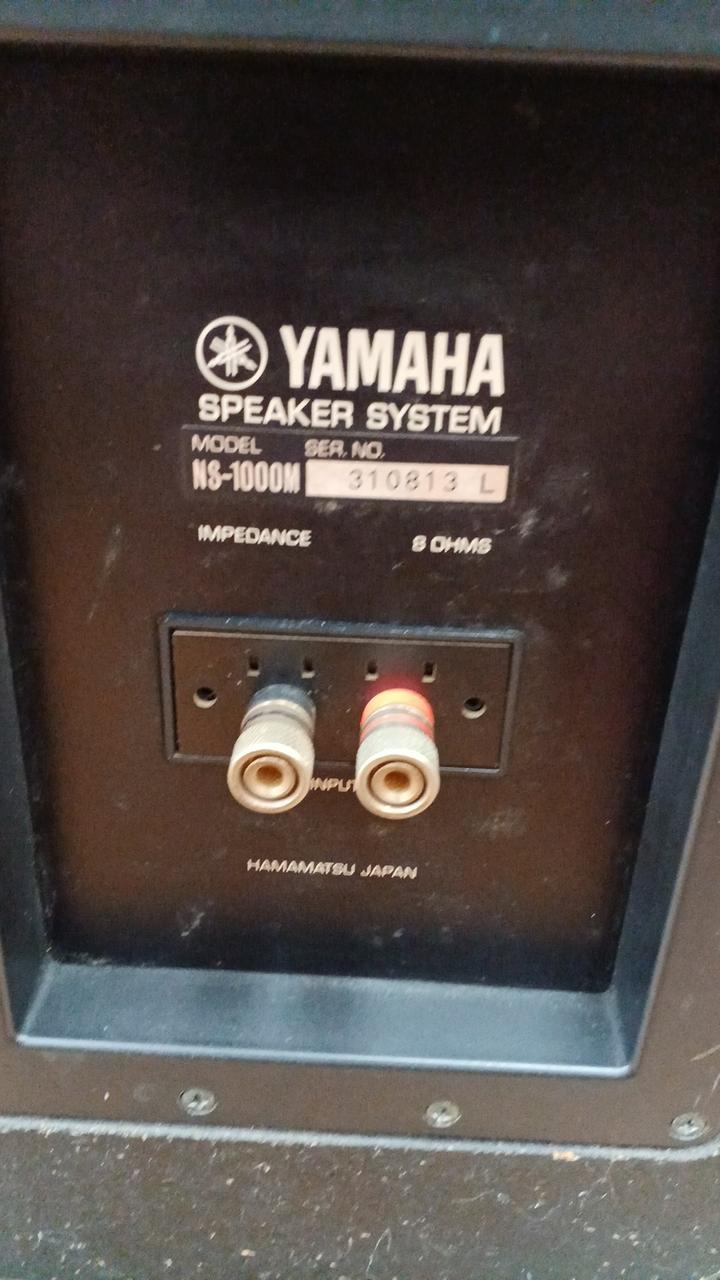 YAMAHA
SPEAKER SYSTEM
MODEL SER. NO.
NS-1000M 310813 L
IMPEDANCE 8 OHMS
INPUT
HAMAMATSU JAPAN